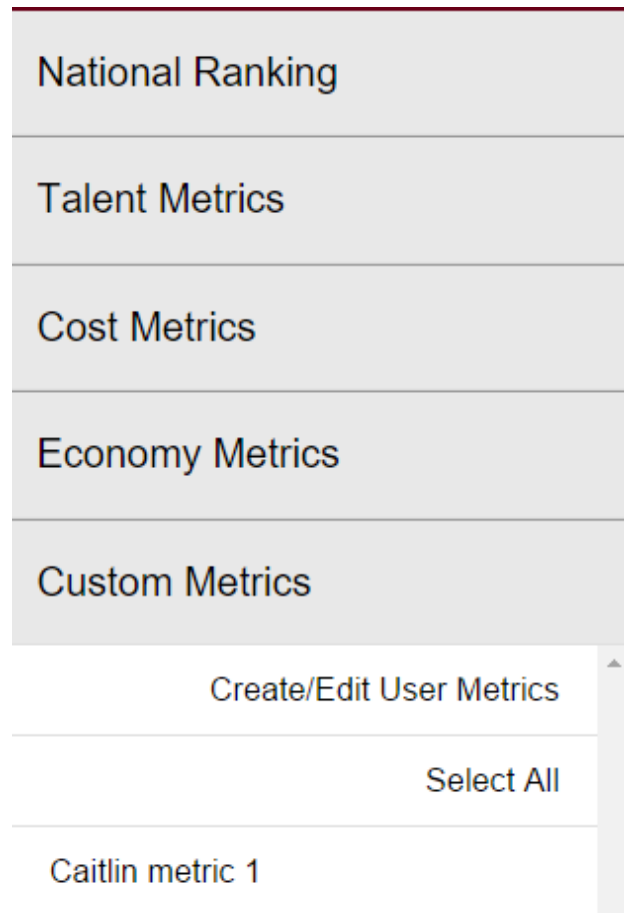 National Ranking
Talent Metrics
Cost Metrics
Economy Metrics
Custom Metrics
Create/Edit User Metrics
Select All
Caitlin metric 1